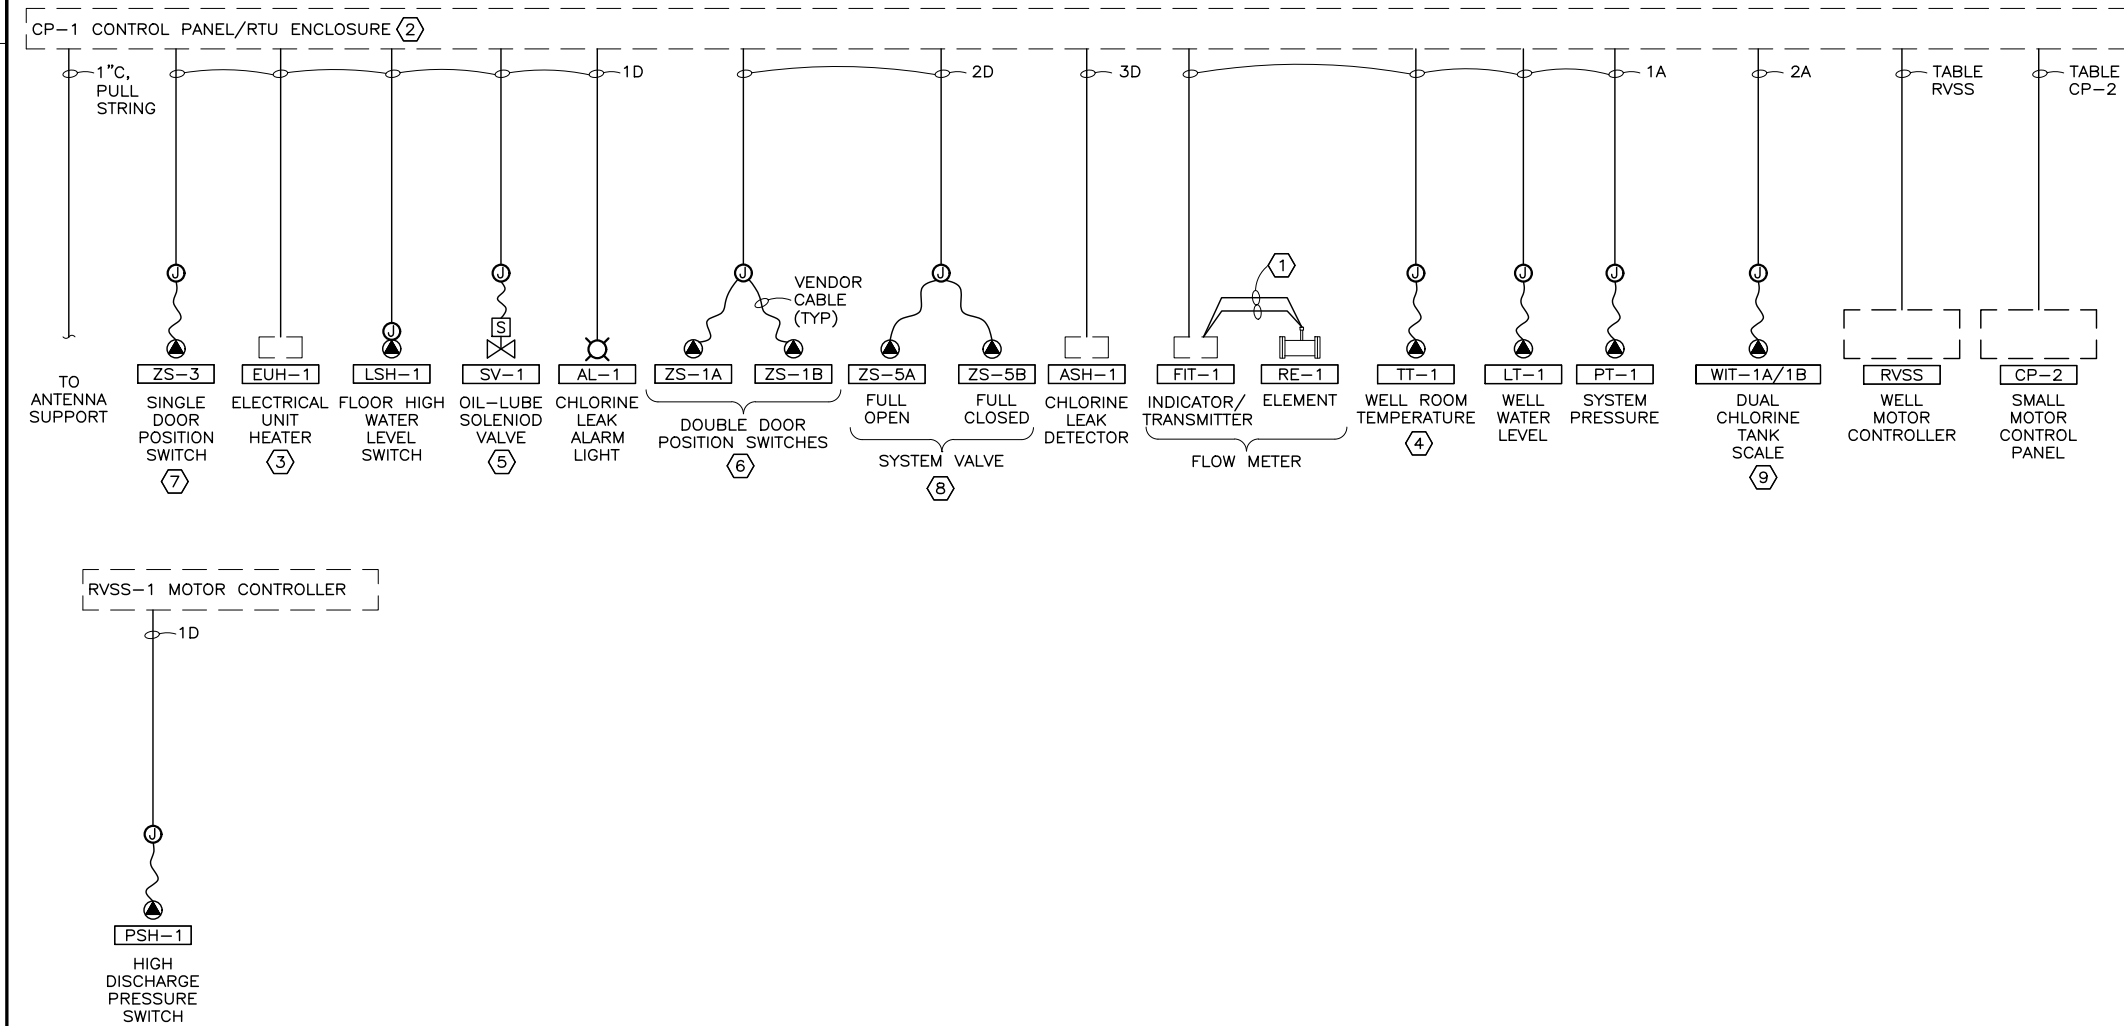 CP-1 CONTROL PANEL/RTU ENCLOSURE 2
1"C,
PULL
STRING
1D
2D
3D
1A
2A
TABLE
RVSS
TABLE
CP-2
TO
ANTENNA
SUPPORT
J
ZS-3
SINGLE
DOOR
POSITION
SWITCH
7
EUH-1
ELECTRICAL
UNIT
HEATER
3
J
LSH-1
FLOOR HIGH
WATER
LEVEL
SWITCH
J
S
SV-1
OIL-LUBE
SOLENIOD
VALVE
5
AL-1
CHLORINE
LEAK
ALARM
LIGHT
J
VENDOR
CABLE
(TYP)
ZS-1A
ZS-1B
DOUBLE DOOR
POSITION SWITCHES
6
J
ZS-5A
FULL
OPEN
ZS-5B
FULL
CLOSED
SYSTEM VALVE
8
ASH-1
CHLORINE
LEAK
DETECTOR
1
FIT-1
INDICATOR/
TRANSMITTER
RE-1
ELEMENT
FLOW METER
J
TT-1
WELL ROOM
TEMPERATURE
4
J
LT-1
WELL
WATER
LEVEL
J
PT-1
SYSTEM
PRESSURE
J
WIT-1A/1B
DUAL
CHLORINE
TANK
SCALE
9
RVSS
WELL
MOTOR
CONTROLLER
CP-2
SMALL
MOTOR
CONTROL
PANEL
RVSS-1 MOTOR CONTROLLER
1D
J
PSH-1
HIGH
DISCHARGE
PRESSURE
SWITCH